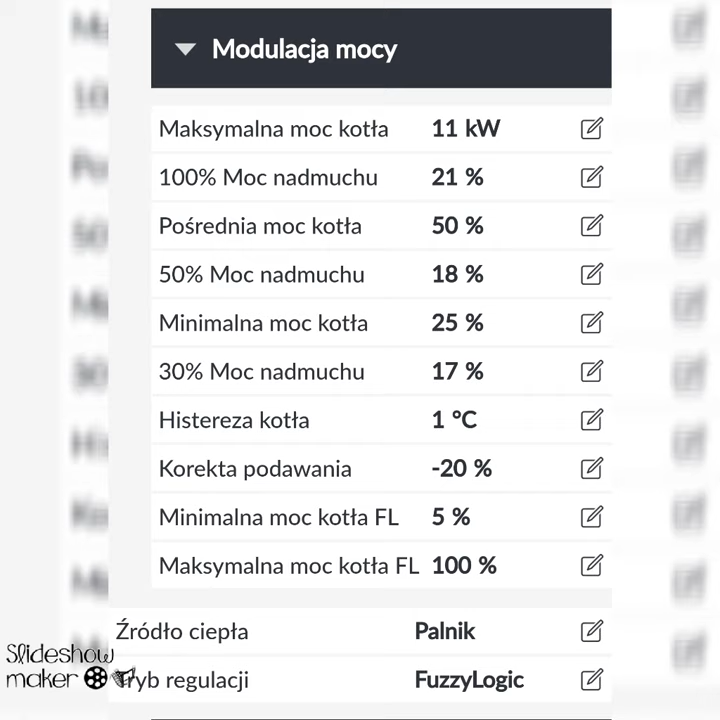 Modulacja mocy
Maksymalna moc kotła 11 kW
100% Moc nadmuchu 21 %
Pośrednia moc kotła 50 %
50% Moc nadmuchu 18 %
Minimalna moc kotła 25 %
30% Moc nadmuchu 17 %
Histereza kotła 1 °C
Korekta podawania -20 %
Minimalna moc kotła FL 5 %
Maksymalna moc kotła FL 100 %
Źródło ciepła Palnik
Tryb regulacji FuzzyLogic
Slideshow
maker